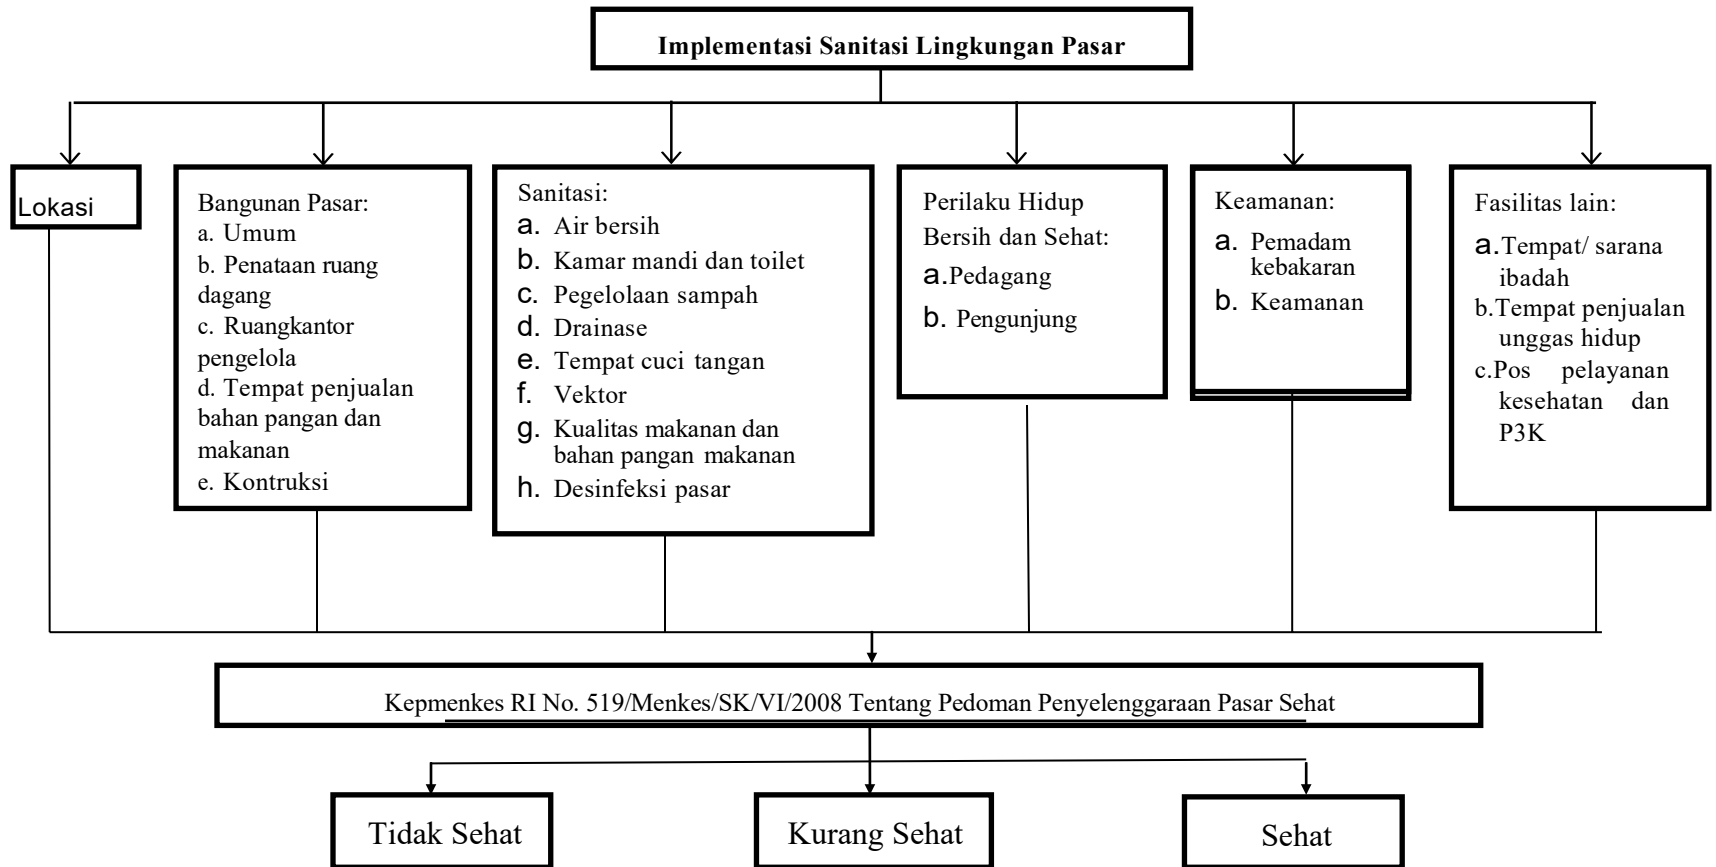 Implementasi Sanitasi Lingkungan Pasar
Lokasi
Bangunan Pasar:
a. Umum
b. Penataan ruang
dagang
c. Ruangkantor
pengelola
d. Tempat penjualan
bahan pangan dan
makanan
e. Kontruksi
Sanitasi:
a. Air bersih
b. Kamar mandi dan toilet
c. Pegelolaan sampah
d. Drainase
e. Tempat cuci tangan
f. Vektor
g. Kualitas makanan dan
bahan pangan makanan
h. Desinfeksi pasar
Perilaku Hidup
Bersih dan Sehat:
a.Pedagang
b. Pengunjung
Keamanan:
a. Pemadam
kebakaran
b. Keamanan
Fasilitas lain:
a.Tempat/ sarana
ibadah
b.Tempat penjualan
unggas hidup
c.Pos pelayanan
kesehatan dan
P3K
Kepmenkes RI No. 519/Menkes/SK/VI/2008 Tentang Pedoman Penyelenggaraan Pasar Sehat
Tidak Sehat
Kurang Sehat
Sehat